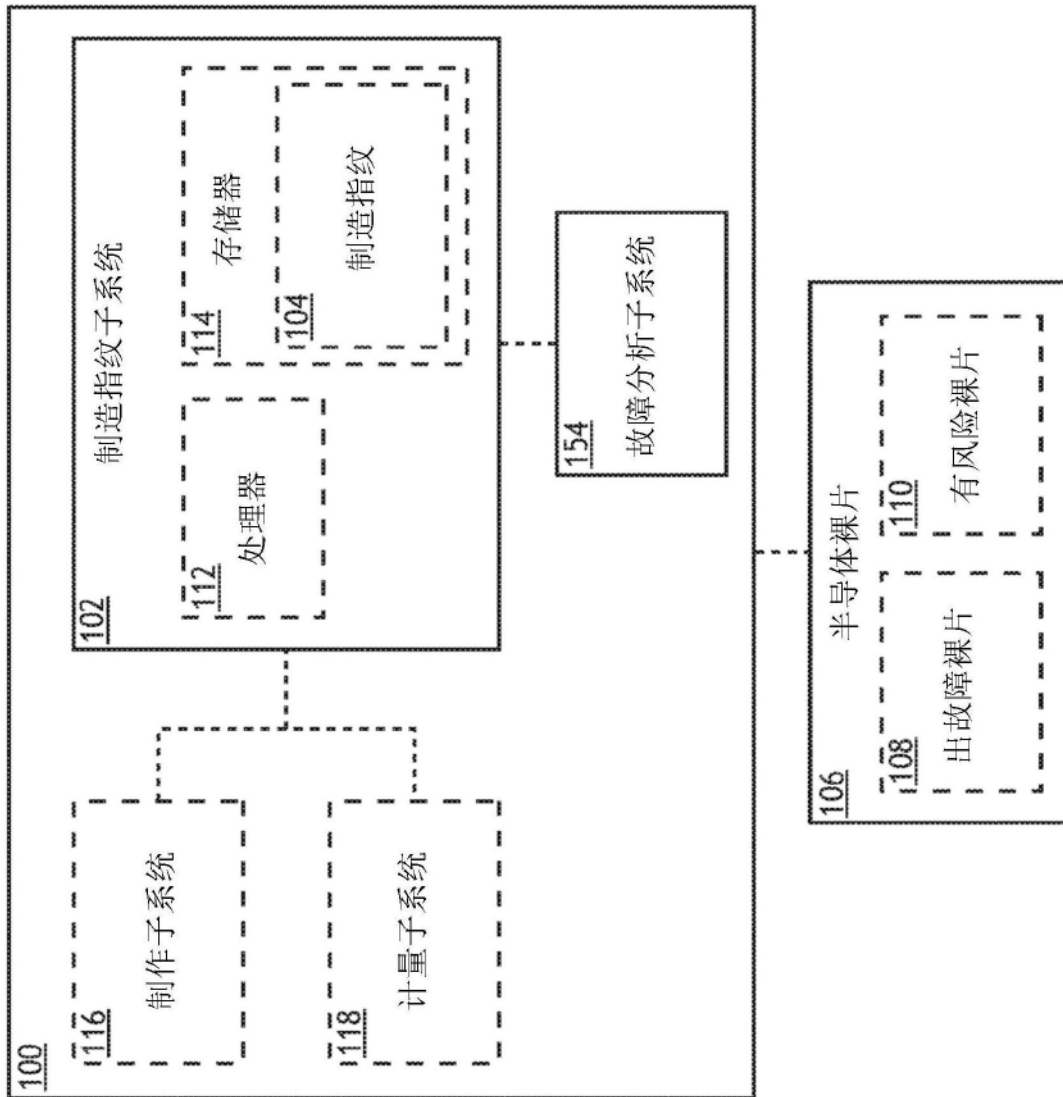 100
116
制作子系统
118
计量子系统
102
制造指纹子系统
112
处理器
114
存储器
104
制造指纹
154
故障分析子系统
106
半导体裸片
108
出故障裸片
110
有风险裸片